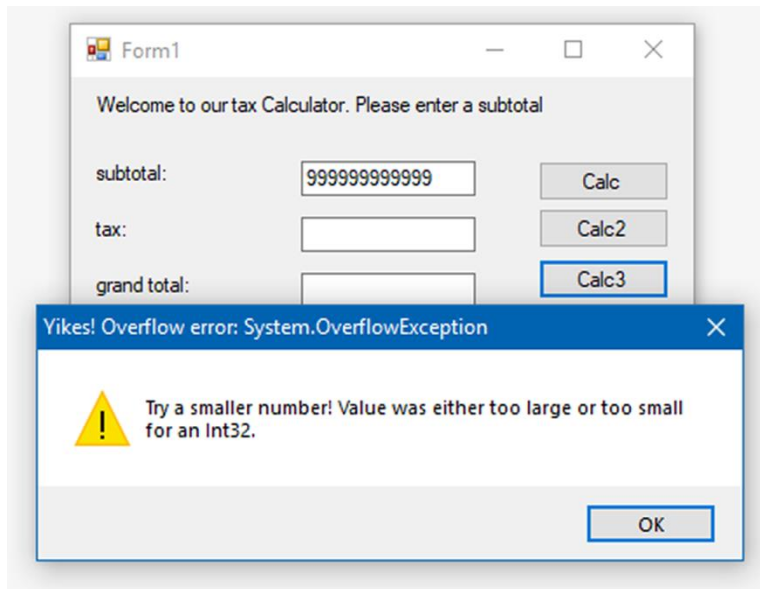 Form1
Welcome to our tax Calculator. Please enter a subtotal
subtotal: 999999999999 Calc
tax: Calc2
grand total: Calc3
Yikes! Overflow error: System.OverflowException
Try a smaller number! Value was either too large or too small
for an Int32.
OK